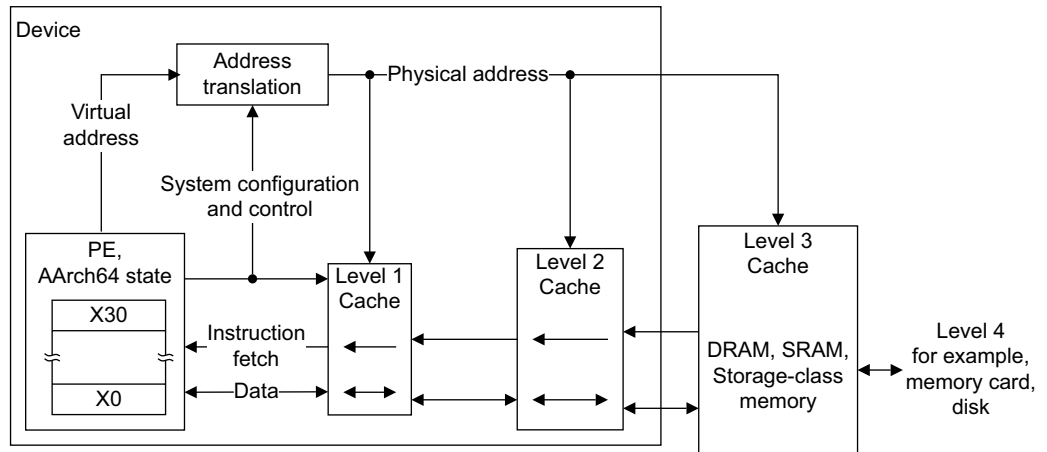 Device
Address
translation
Physical address
Virtual
address
System configuration
and control
PE,
AArch64 state
X30
X0
Instruction
fetch
Data
Level 1
Cache
Level 2
Cache
Level 3
Cache
DRAM, SRAM,
Storage-class
memory
Level 4
for example,
memory card,
disk